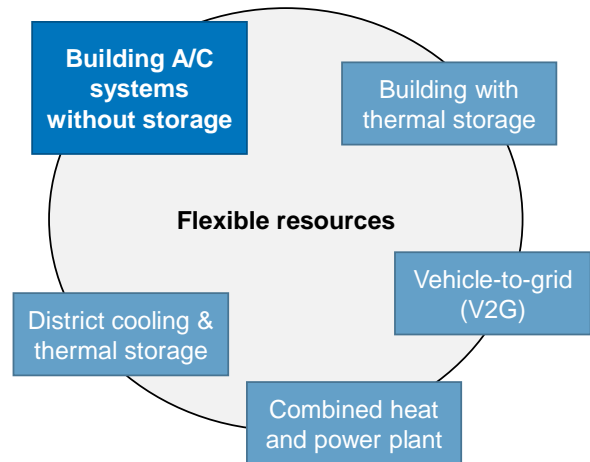 Building A/C
systems
without storage
Building with
thermal storage
Flexible resources
Vehicle-to-grid
(V2G)
District cooling &
thermal storage
Combined heat
and power plant